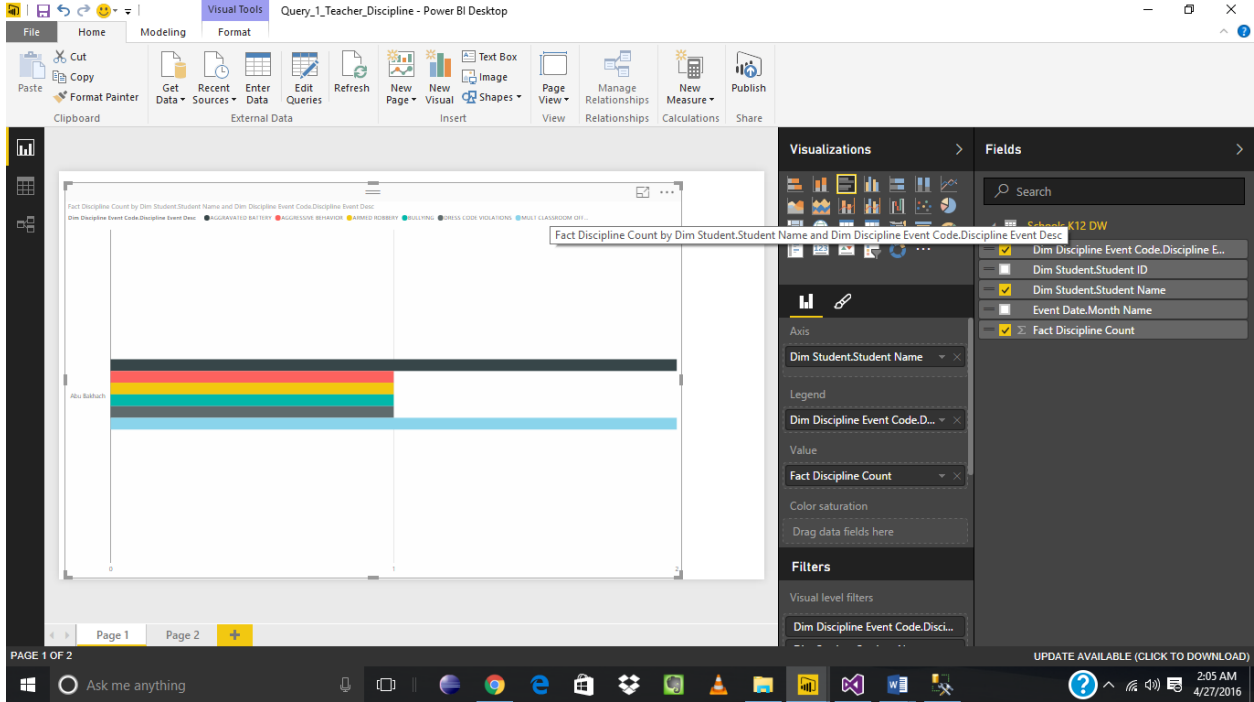 Visual Tools Query_1_Teacher_Discipline - Power BI Desktop
File Home Modeling Format
Paste
Cut
Copy
Format Painter
Get Data
Recent Sources
Enter Data
Edit Queries
Refresh
New Page
New Visual
Text Box
Image
Shapes
Page View
Manage Relationships
New Measure
Publish
Clipboard External Data Insert View Relationships Calculations Share
Fact Discipline Count by Dim Student.Student Name and Dim Discipline Event Code.Discipline Event Desc
Dim Discipline Event Code.Discipline Event Desc AGGRAVATED BATTERY AGGRESSIVE BEHAVIOR ARMED ROBBERY BULLYING DRESS CODE VIOLATIONS MULT CLASSROOM OFF...
Fact Discipline Count by Dim Student.Student Name and Dim Discipline Event Code.Discipline Event Desc
Abu Bakhach
0 1 2
Visualizations
Axis
Dim Student.Student Name
Legend
Dim Discipline Event Code.D...
Value
Fact Discipline Count
Color saturation
Drag data fields here
Filters
Visual level filters
Dim Discipline Event Code.Disci...
Fields
Search
Schools K12 DW
Dim Discipline Event Code.Discipline E...
Dim Student.Student ID
Dim Student.Student Name
Event Date.Month Name
Σ Fact Discipline Count
Page 1 Page 2 +
PAGE 1 OF 2 UPDATE AVAILABLE (CLICK TO DOWNLOAD)
Ask me anything
2:05 AM
4/27/2016